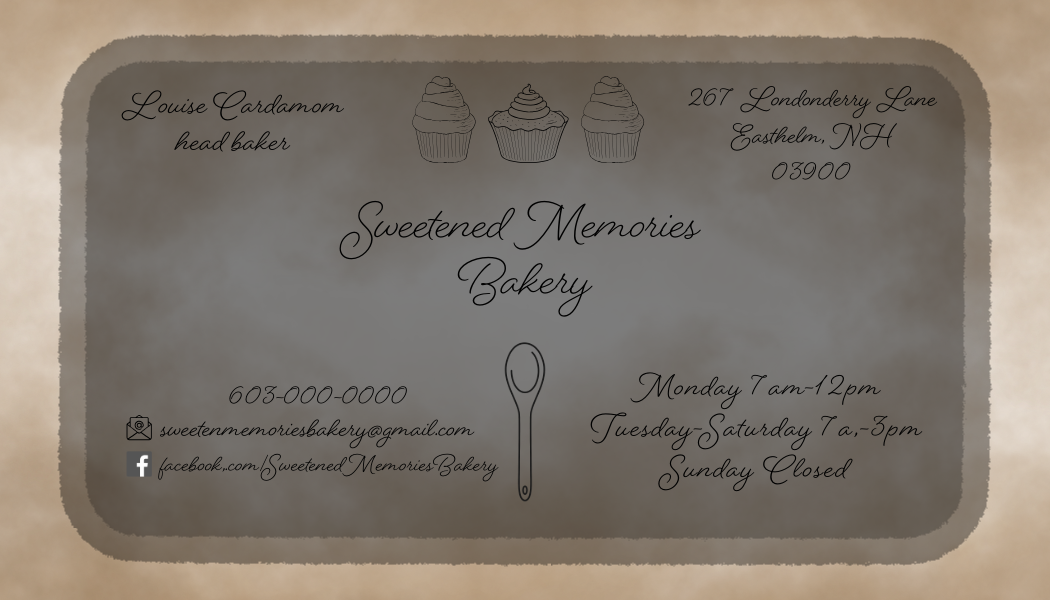 Louise Cardamom
head baker
267 Londonderry Lane
Easthelm, NH
03900
Sweetened Memories
Bakery
603-000-0000
sweetenmemoriesbakery@gmail.com
facebook,.com/SweetenedMemoriesBakery
Monday 7 am-12pm
Tuesday-Saturday 7 a,-3pm
Sunday Closed